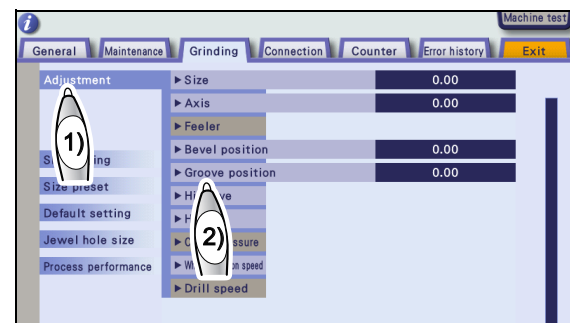 i
Machine test
General Maintenance Grinding Connection Counter Error history Exit
Adjustment
Size preset
Default setting
Jewel hole size
Process performance
▶ Size 0.00
▶ Axis 0.00
▶ Feeler
▶ Bevel position 0.00
▶ Groove position 0.00
▶ Drill speed
speed
1)
2)